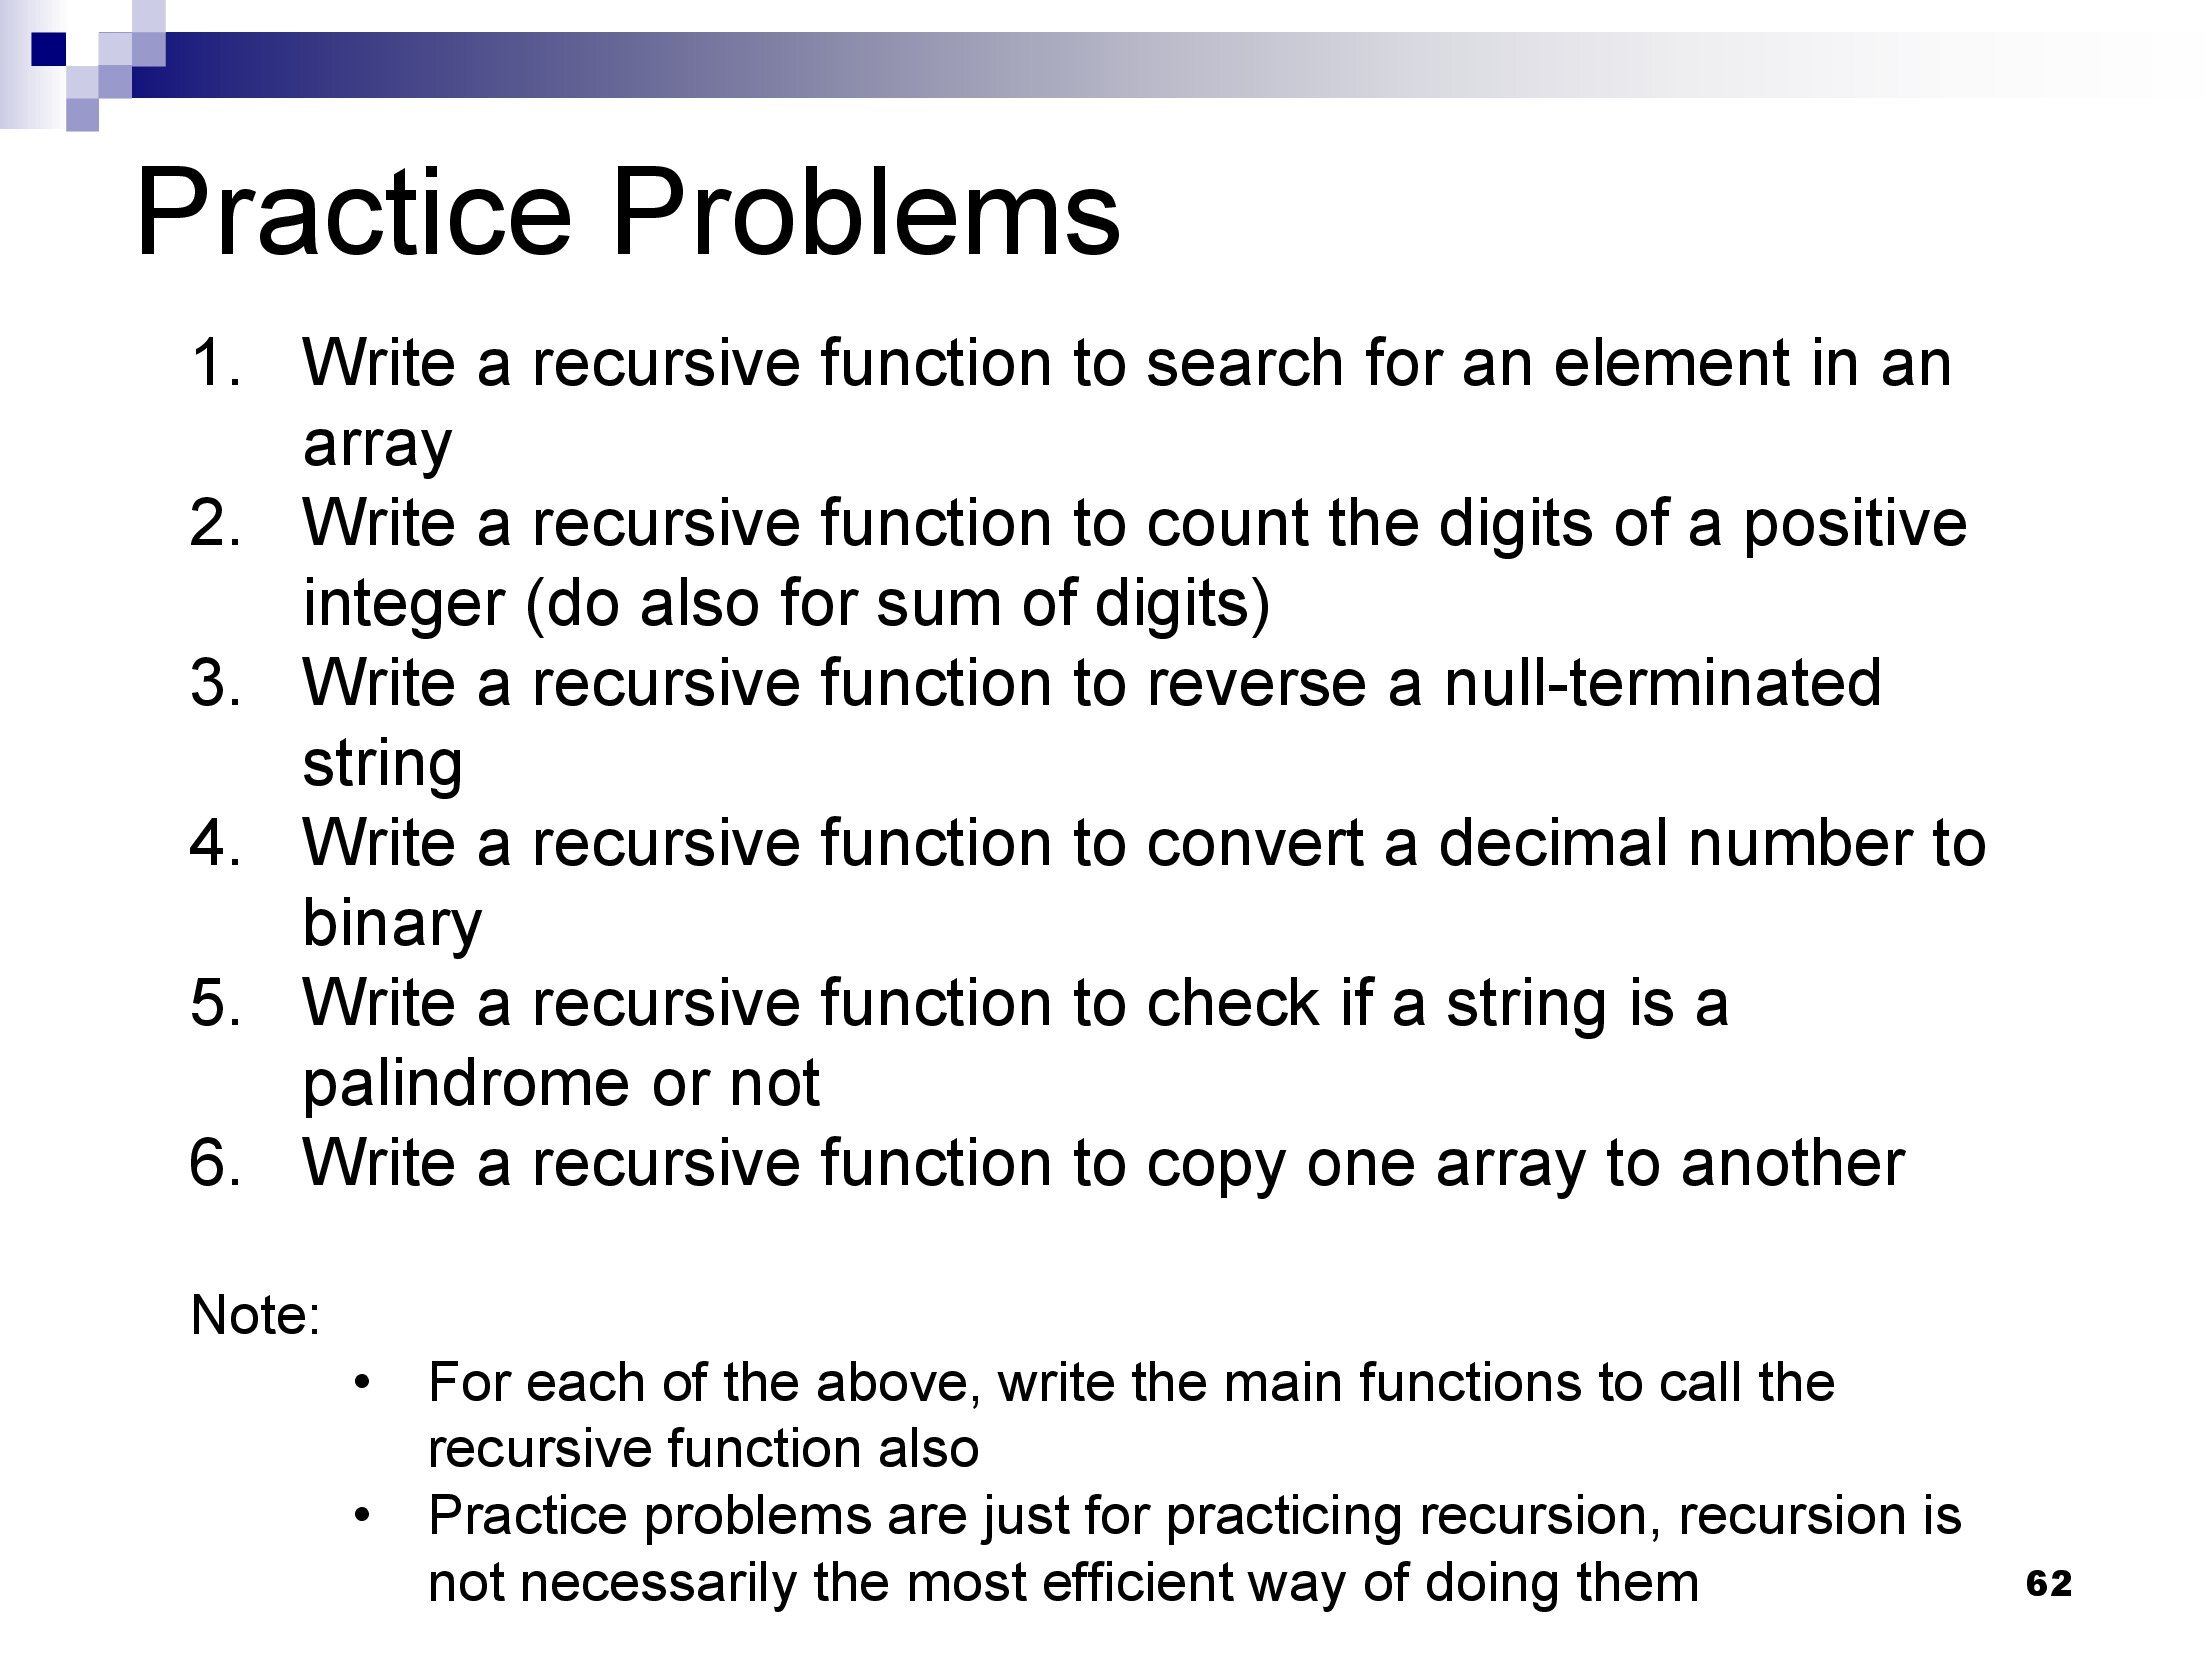 Practice Problems
1. Write a recursive function to search for an element in an
array
2. Write a recursive function to count the digits of a positive
integer (do also for sum of digits)
3. Write a recursive function to reverse a null-terminated
string
4. Write a recursive function to convert a decimal number to
binary
5. Write a recursive function to check if a string is a
palindrome or not
6. Write a recursive function to copy one array to another
Note:
• For each of the above, write the main functions to call the
recursive function also
• Practice problems are just for practicing recursion, recursion is
not necessarily the most efficient way of doing them
62